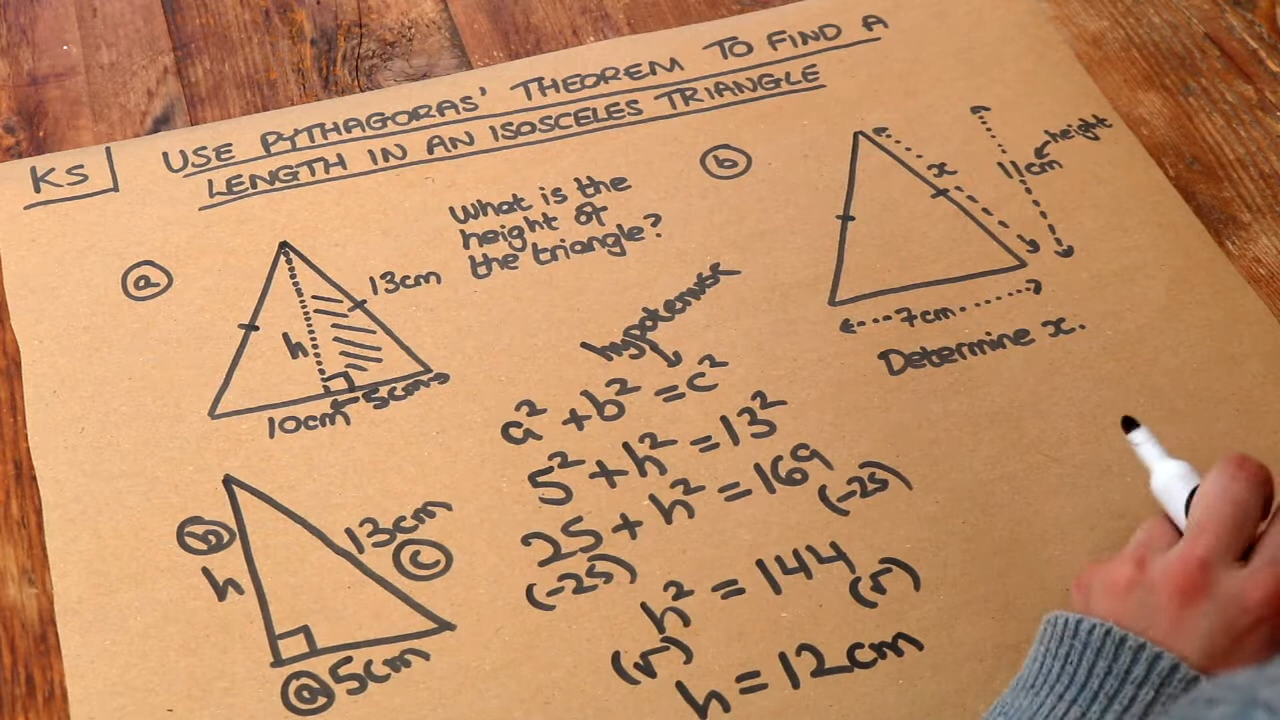 KS
USE PYTHAGORAS' THEOREM TO FIND A
LENGTH IN AN ISOSCELES TRIANGLE
a
What is the
height of
the triangle?
13cm
h
10cm
5cm
b
x
11cm
height
7cm
Determine x.
b
h
13cm
c
a 5cm
hypotenuse
a² + b² = c²
5² + h² = 13²
25 + h² = 169
(-25) (-25)
h² = 144
(√) (√)
h = 12cm